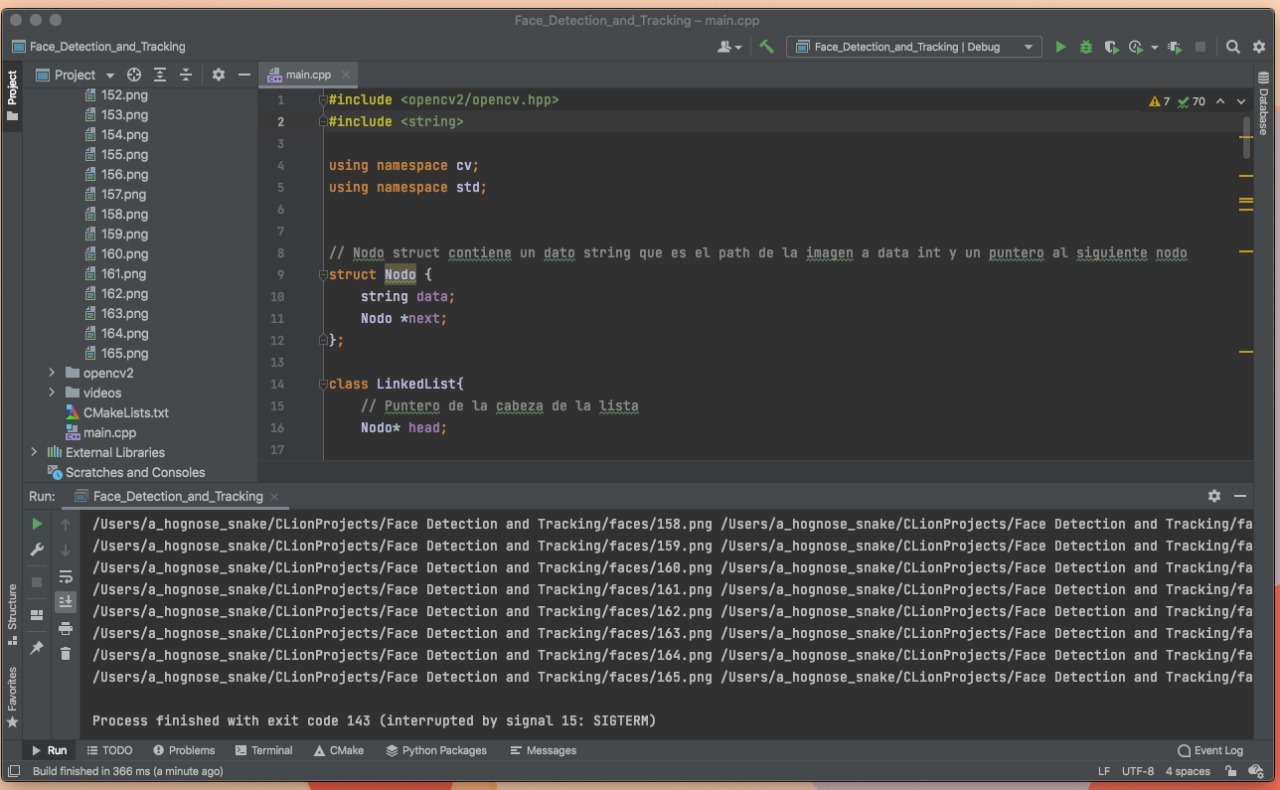 Face_Detection_and_Tracking – main.cpp
Face_Detection_and_Tracking
Face_Detection_and_Tracking | Debug
Project
main.cpp
Project
152.png
153.png
154.png
155.png
156.png
157.png
158.png
159.png
160.png
161.png
162.png
163.png
164.png
165.png
opencv2
videos
CMakeLists.txt
main.cpp
External Libraries
Scratches and Consoles
7 70
1 #include <opencv2/opencv.hpp>
2 #include <string>
3
4 using namespace cv;
5 using namespace std;
6
7
8 // Nodo struct contiene un dato string que es el path de la imagen a data int y un puntero al siguiente nodo
9 struct Nodo {
10 string data;
11 Nodo *next;
12 };
13
14 class LinkedList{
15 // Puntero de la cabeza de la lista
16 Nodo* head;
17
Database
Run: Face_Detection_and_Tracking
/Users/a_hognose_snake/CLionProjects/Face Detection and Tracking/faces/158.png /Users/a_hognose_snake/CLionProjects/Face Detection and Tracking/fa
/Users/a_hognose_snake/CLionProjects/Face Detection and Tracking/faces/159.png /Users/a_hognose_snake/CLionProjects/Face Detection and Tracking/fa
/Users/a_hognose_snake/CLionProjects/Face Detection and Tracking/faces/160.png /Users/a_hognose_snake/CLionProjects/Face Detection and Tracking/fa
/Users/a_hognose_snake/CLionProjects/Face Detection and Tracking/faces/161.png /Users/a_hognose_snake/CLionProjects/Face Detection and Tracking/fa
/Users/a_hognose_snake/CLionProjects/Face Detection and Tracking/faces/162.png /Users/a_hognose_snake/CLionProjects/Face Detection and Tracking/fa
/Users/a_hognose_snake/CLionProjects/Face Detection and Tracking/faces/163.png /Users/a_hognose_snake/CLionProjects/Face Detection and Tracking/fa
/Users/a_hognose_snake/CLionProjects/Face Detection and Tracking/faces/164.png /Users/a_hognose_snake/CLionProjects/Face Detection and Tracking/fa
/Users/a_hognose_snake/CLionProjects/Face Detection and Tracking/faces/165.png /Users/a_hognose_snake/CLionProjects/Face Detection and Tracking/fa
Process finished with exit code 143 (interrupted by signal 15: SIGTERM)
Structure
Favorites
Run TODO Problems Terminal CMake Python Packages Messages Event Log
Build finished in 366 ms (a minute ago) LF UTF-8 4 spaces